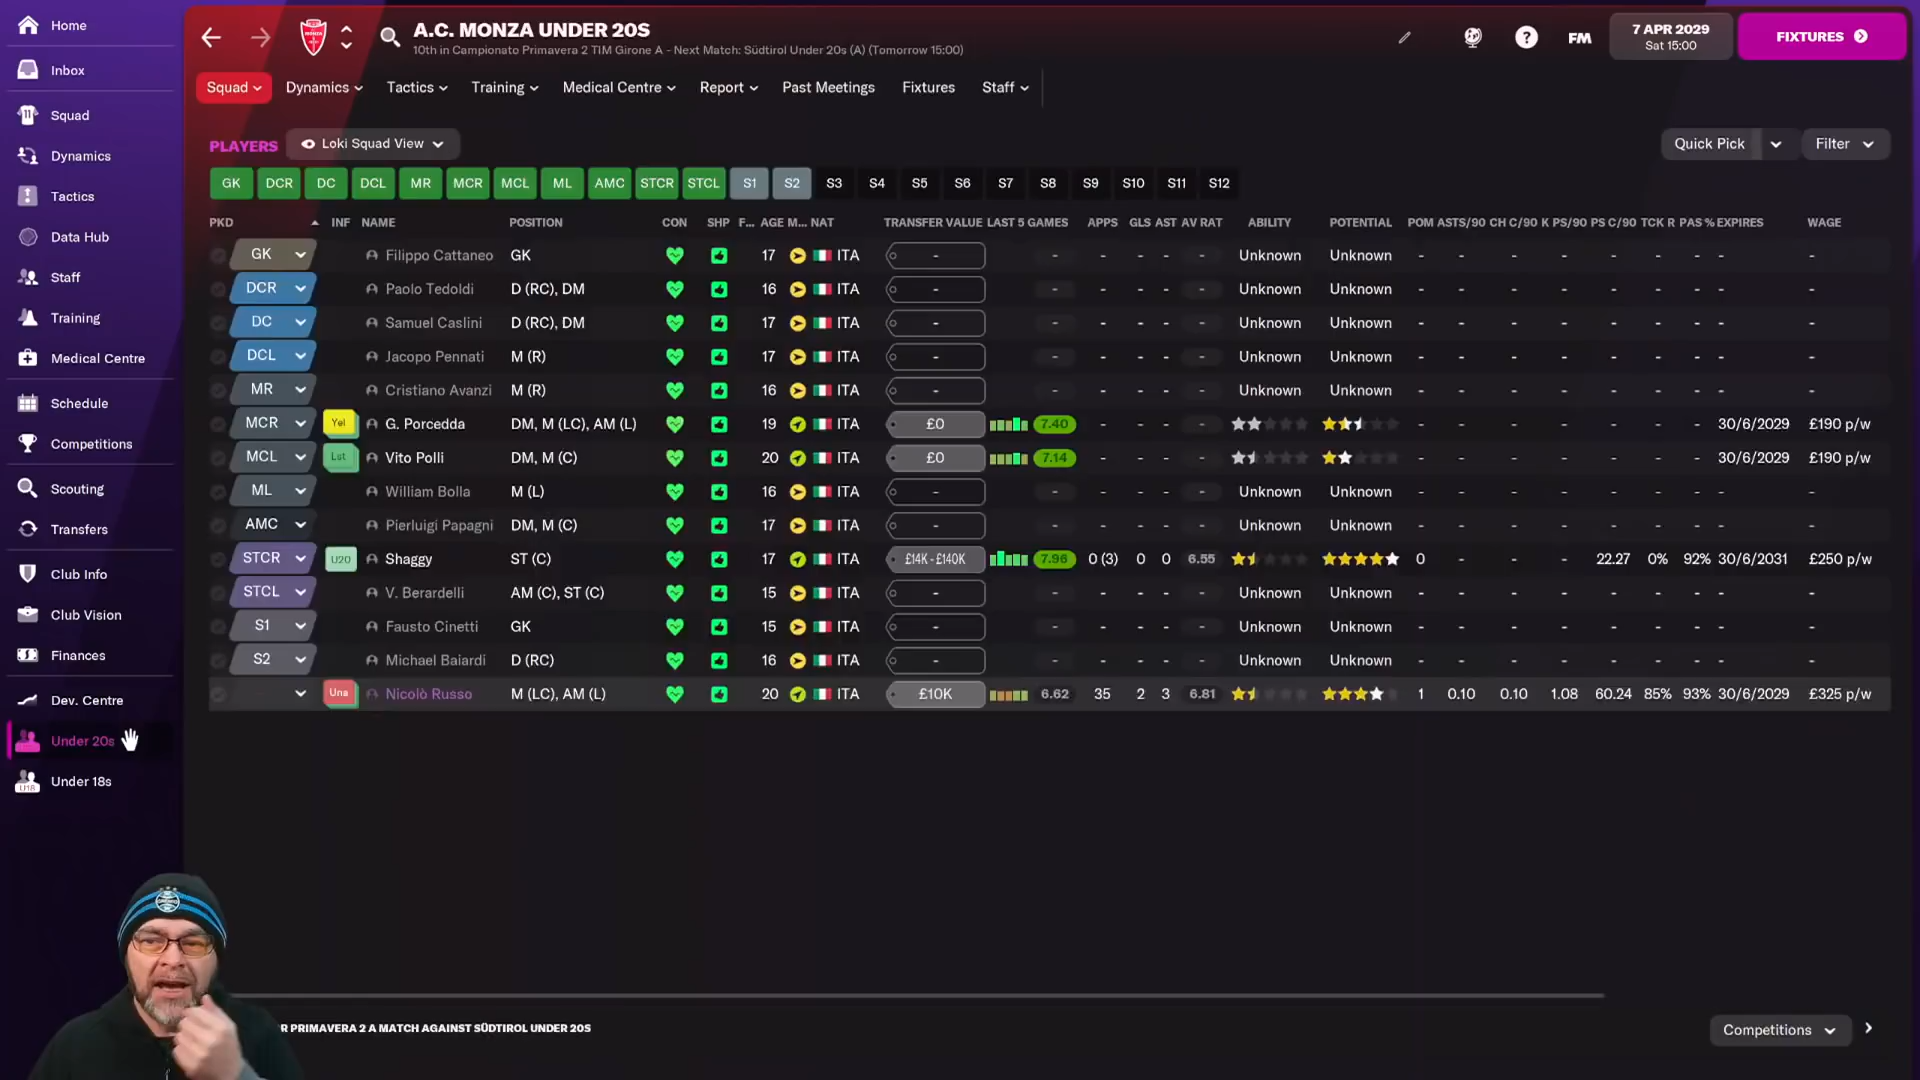 Home
Inbox
Squad
Dynamics
Tactics
Data Hub
Staff
Training
Medical Centre
Schedule
Competitions
Scouting
Transfers
Club Info
Club Vision
Finances
Dev. Centre
Under 20s
Under 18s
A.C. MONZA UNDER 20S
10th in Campionato Primavera 2 TIM Girone A - Next Match: Südtirol Under 20s (A) (Tomorrow 15:00)
FM
7 APR 2029
Sat 15:00
FIXTURES
Squad Dynamics Tactics Training Medical Centre Report Past Meetings Fixtures Staff
PLAYERS Loki Squad View Quick Pick Filter
GK DCR DC DCL MR MCR MCL ML AMC STCR STCL S1 S2 S3 S4 S5 S6 S7 S8 S9 S10 S11 S12
PKD INF NAME POSITION CON SHP F... AGE M... NAT TRANSFER VALUE LAST 5 GAMES APPS GLS AST AV RAT ABILITY POTENTIAL POM ASTS/90 CH C/90 K PS/90 PS C/90 TCK R PAS % EXPIRES WAGE
GK Filippo Cattaneo GK 17 ITA - - - - - - Unknown Unknown - - - - - - - - -
DCR Paolo Tedoldi D (RC), DM 16 ITA - - - - - - Unknown Unknown - - - - - - - - -
DC Samuel Caslini D (RC), DM 17 ITA - - - - - - Unknown Unknown - - - - - - - - -
DCL Jacopo Pennati M (R) 17 ITA - - - - - - Unknown Unknown - - - - - - - - -
MR Cristiano Avanzi M (R) 16 ITA - - - - - - Unknown Unknown - - - - - - - - -
MCR Yel G. Porcedda DM, M (LC), AM (L) 19 ITA £0 7.40 - - - - - - - - - - - 30/6/2029 £190 p/w
MCL Lst Vito Polli DM, M (C) 20 ITA £0 7.14 - - - - - - - - - - - 30/6/2029 £190 p/w
ML William Bolla M (L) 16 ITA - - - - - - Unknown Unknown - - - - - - - - -
AMC Pierluigi Papagni DM, M (C) 17 ITA - - - - - - Unknown Unknown - - - - - - - - -
STCR U20 Shaggy ST (C) 17 ITA £14K - £140K 7.96 0 (3) 0 0 6.55 0 - - - 22.27 0% 92% 30/6/2031 £250 p/w
STCL V. Berardelli AM (C), ST (C) 15 ITA - - - - - - Unknown Unknown - - - - - - - - -
S1 Fausto Cinetti GK 15 ITA - - - - - - Unknown Unknown - - - - - - - - -
S2 Michael Baiardi D (RC) 16 ITA - - - - - - Unknown Unknown - - - - - - - - -
Una Nicolò Russo M (LC), AM (L) 20 ITA £10K 6.62 35 2 3 6.81 1 0.10 0.10 1.08 60.24 85% 93% 30/6/2029 £325 p/w
R PRIMAVERA 2 A MATCH AGAINST SÜDTIROL UNDER 20S
Competitions